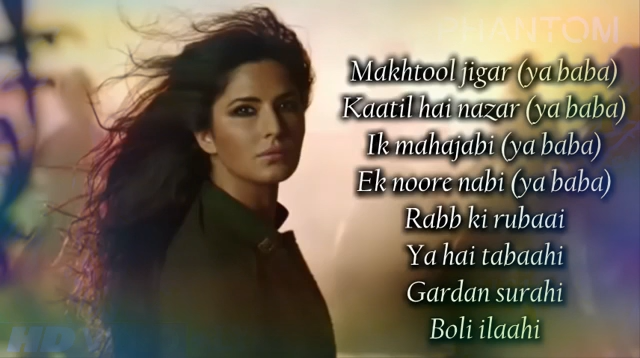 PHANTOM
Makhtool jigar (ya baba)
Kaatil hai nazar (ya baba)
Ik mahajabi (ya baba)
Ek noore nabi (ya baba)
Rabb ki rubaai
Ya hai tabaahi
Gardan surahi
Boli ilaahi